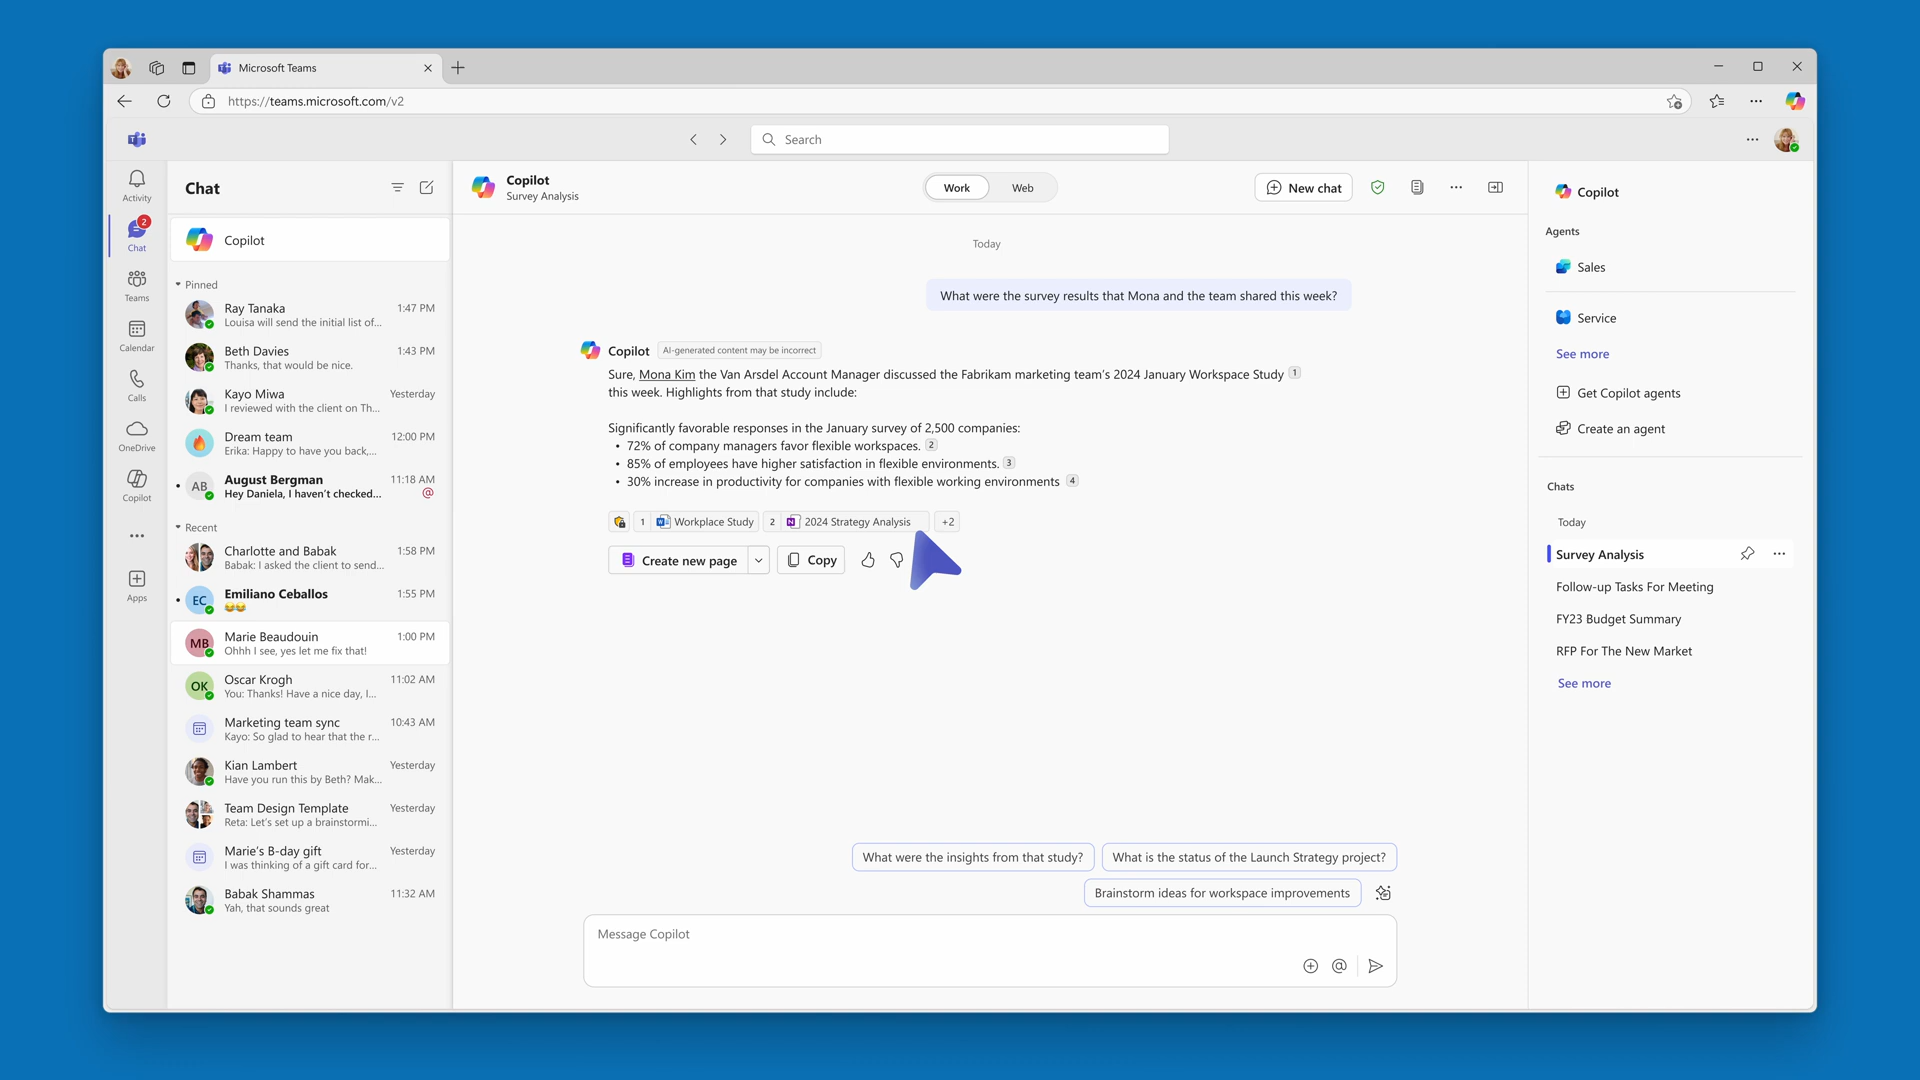 Microsoft Teams
https://teams.microsoft.com/v2
Search
Activity
2
Chat
Teams
Calendar
Calls
OneDrive
Copilot
Apps
Chat
Copilot
Pinned
Ray Tanaka 1:47 PM
Louisa will send the initial list of...
Beth Davies 1:43 PM
Thanks, that would be nice.
Kayo Miwa Yesterday
I reviewed with the client on Th...
Dream team 12:00 PM
Erika: Happy to have you back,...
AB August Bergman 11:18 AM
Hey Daniela, I haven't checked... @
Recent
Charlotte and Babak 1:58 PM
Babak: I asked the client to send...
EC Emiliano Ceballos 1:55 PM
😂😂
MB Marie Beaudouin 1:00 PM
Ohhh I see, yes let me fix that!
OK Oscar Krogh 11:02 AM
You: Thanks! Have a nice day, I...
Marketing team sync 10:43 AM
Kayo: So glad to hear that the r...
Kian Lambert Yesterday
Have you run this by Beth? Mak...
Team Design Template Yesterday
Reta: Let's set up a brainstormi...
Marie's B-day gift Yesterday
I was thinking of a gift card for...
Babak Shammas 11:32 AM
Yah, that sounds great
Copilot
Survey Analysis
Work Web
New chat
Today
What were the survey results that Mona and the team shared this week?
Copilot AI-generated content may be incorrect
Sure, Mona Kim the Van Arsdel Account Manager discussed the Fabrikam marketing team's 2024 January Workspace Study 1
this week. Highlights from that study include:
Significantly favorable responses in the January survey of 2,500 companies:
• 72% of company managers favor flexible workspaces. 2
• 85% of employees have higher satisfaction in flexible environments. 3
• 30% increase in productivity for companies with flexible working environments 4
1 Workplace Study 2 2024 Strategy Analysis +2
Create new page Copy
What were the insights from that study? What is the status of the Launch Strategy project?
Brainstorm ideas for workspace improvements
Message Copilot
Copilot
Agents
Sales
Service
See more
Get Copilot agents
Create an agent
Chats
Today
Survey Analysis
Follow-up Tasks For Meeting
FY23 Budget Summary
RFP For The New Market
See more